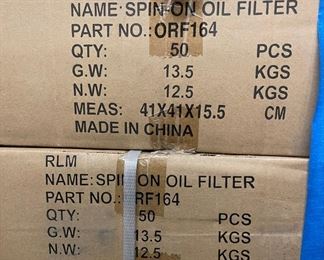 NAME: SPIN-ON OIL FILTER
PART NO.:ORF164
QTY: 50 PCS
G.W: 13.5 KGS
N.W: 12.5 KGS
MEAS: 41X41X15.5 CM
MADE IN CHINA
RLM
NAME: SPIN-ON OIL FILTER
PART NO.: RF164
QTY: 50 PCS
G.W: 13.5 KGS
N.W: 12.5 KGS